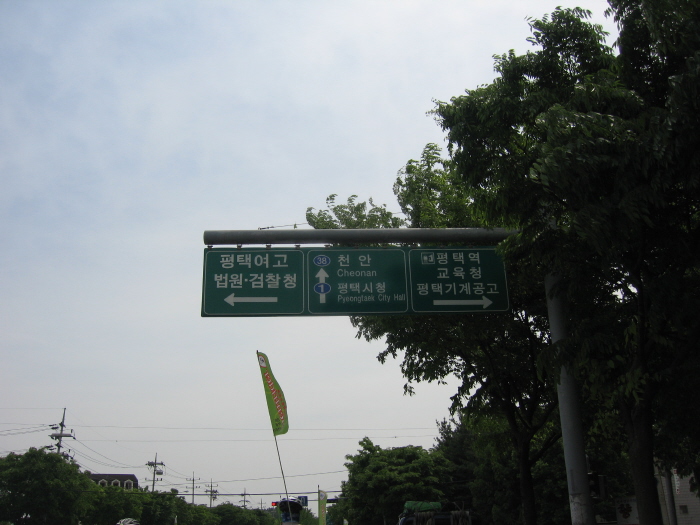 평택여고
법원·검찰청
38 천안
Cheonan
1 평택시청
Pyeongtaek City Hall
평택역
교육청
평택기계공고